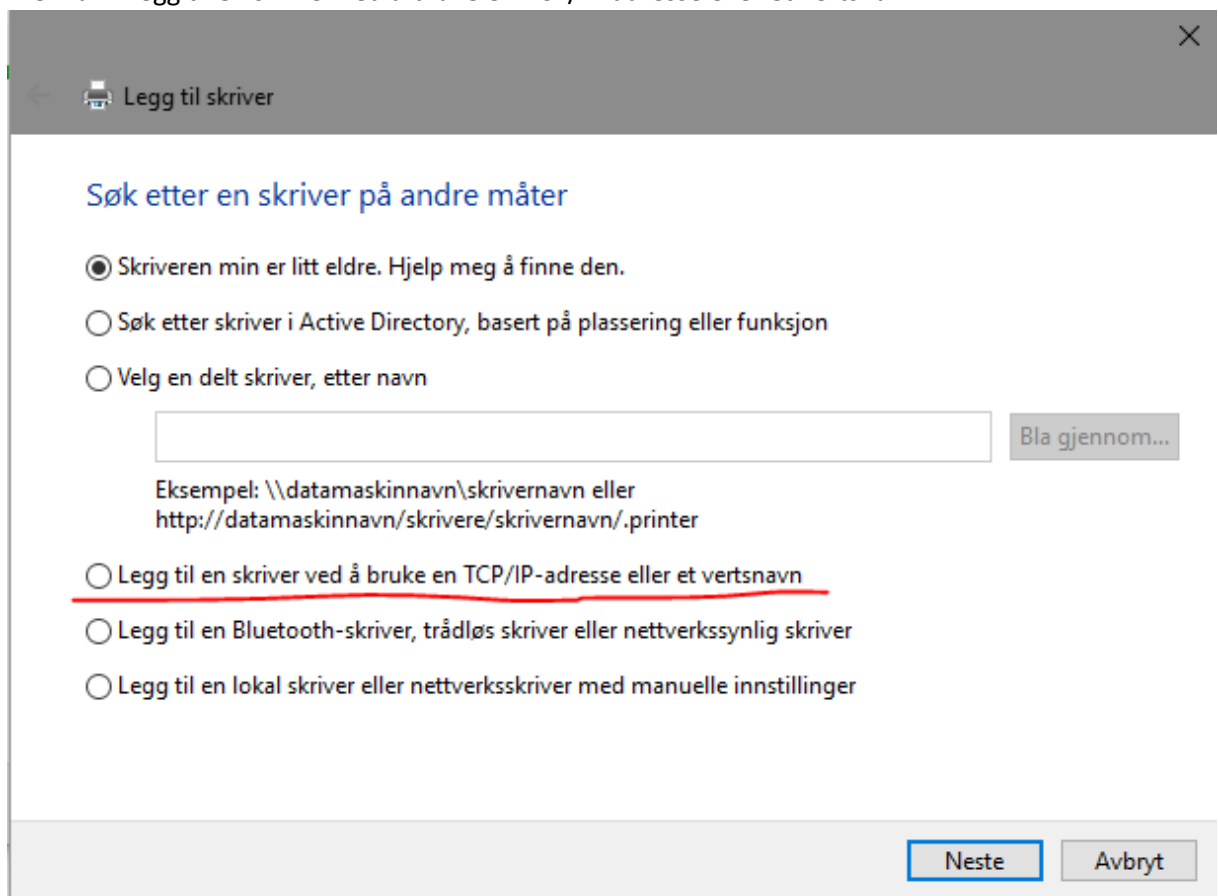 Legg til skriver
Søk etter en skriver på andre måter
Skriveren min er litt eldre. Hjelp meg å finne den.
Søk etter skriver i Active Directory, basert på plassering eller funksjon
Velg en delt skriver, etter navn
Bla gjennom...
Eksempel: \\datamaskinnavn\skrivernavn eller
http://datamaskinnavn/skrivere/skrivernavn/.printer
Legg til en skriver ved å bruke en TCP/IP-adresse eller et vertsnavn
Legg til en Bluetooth-skriver, trådløs skriver eller nettverkssynlig skriver
Legg til en lokal skriver eller nettverksskriver med manuelle innstillinger
Neste
Avbryt